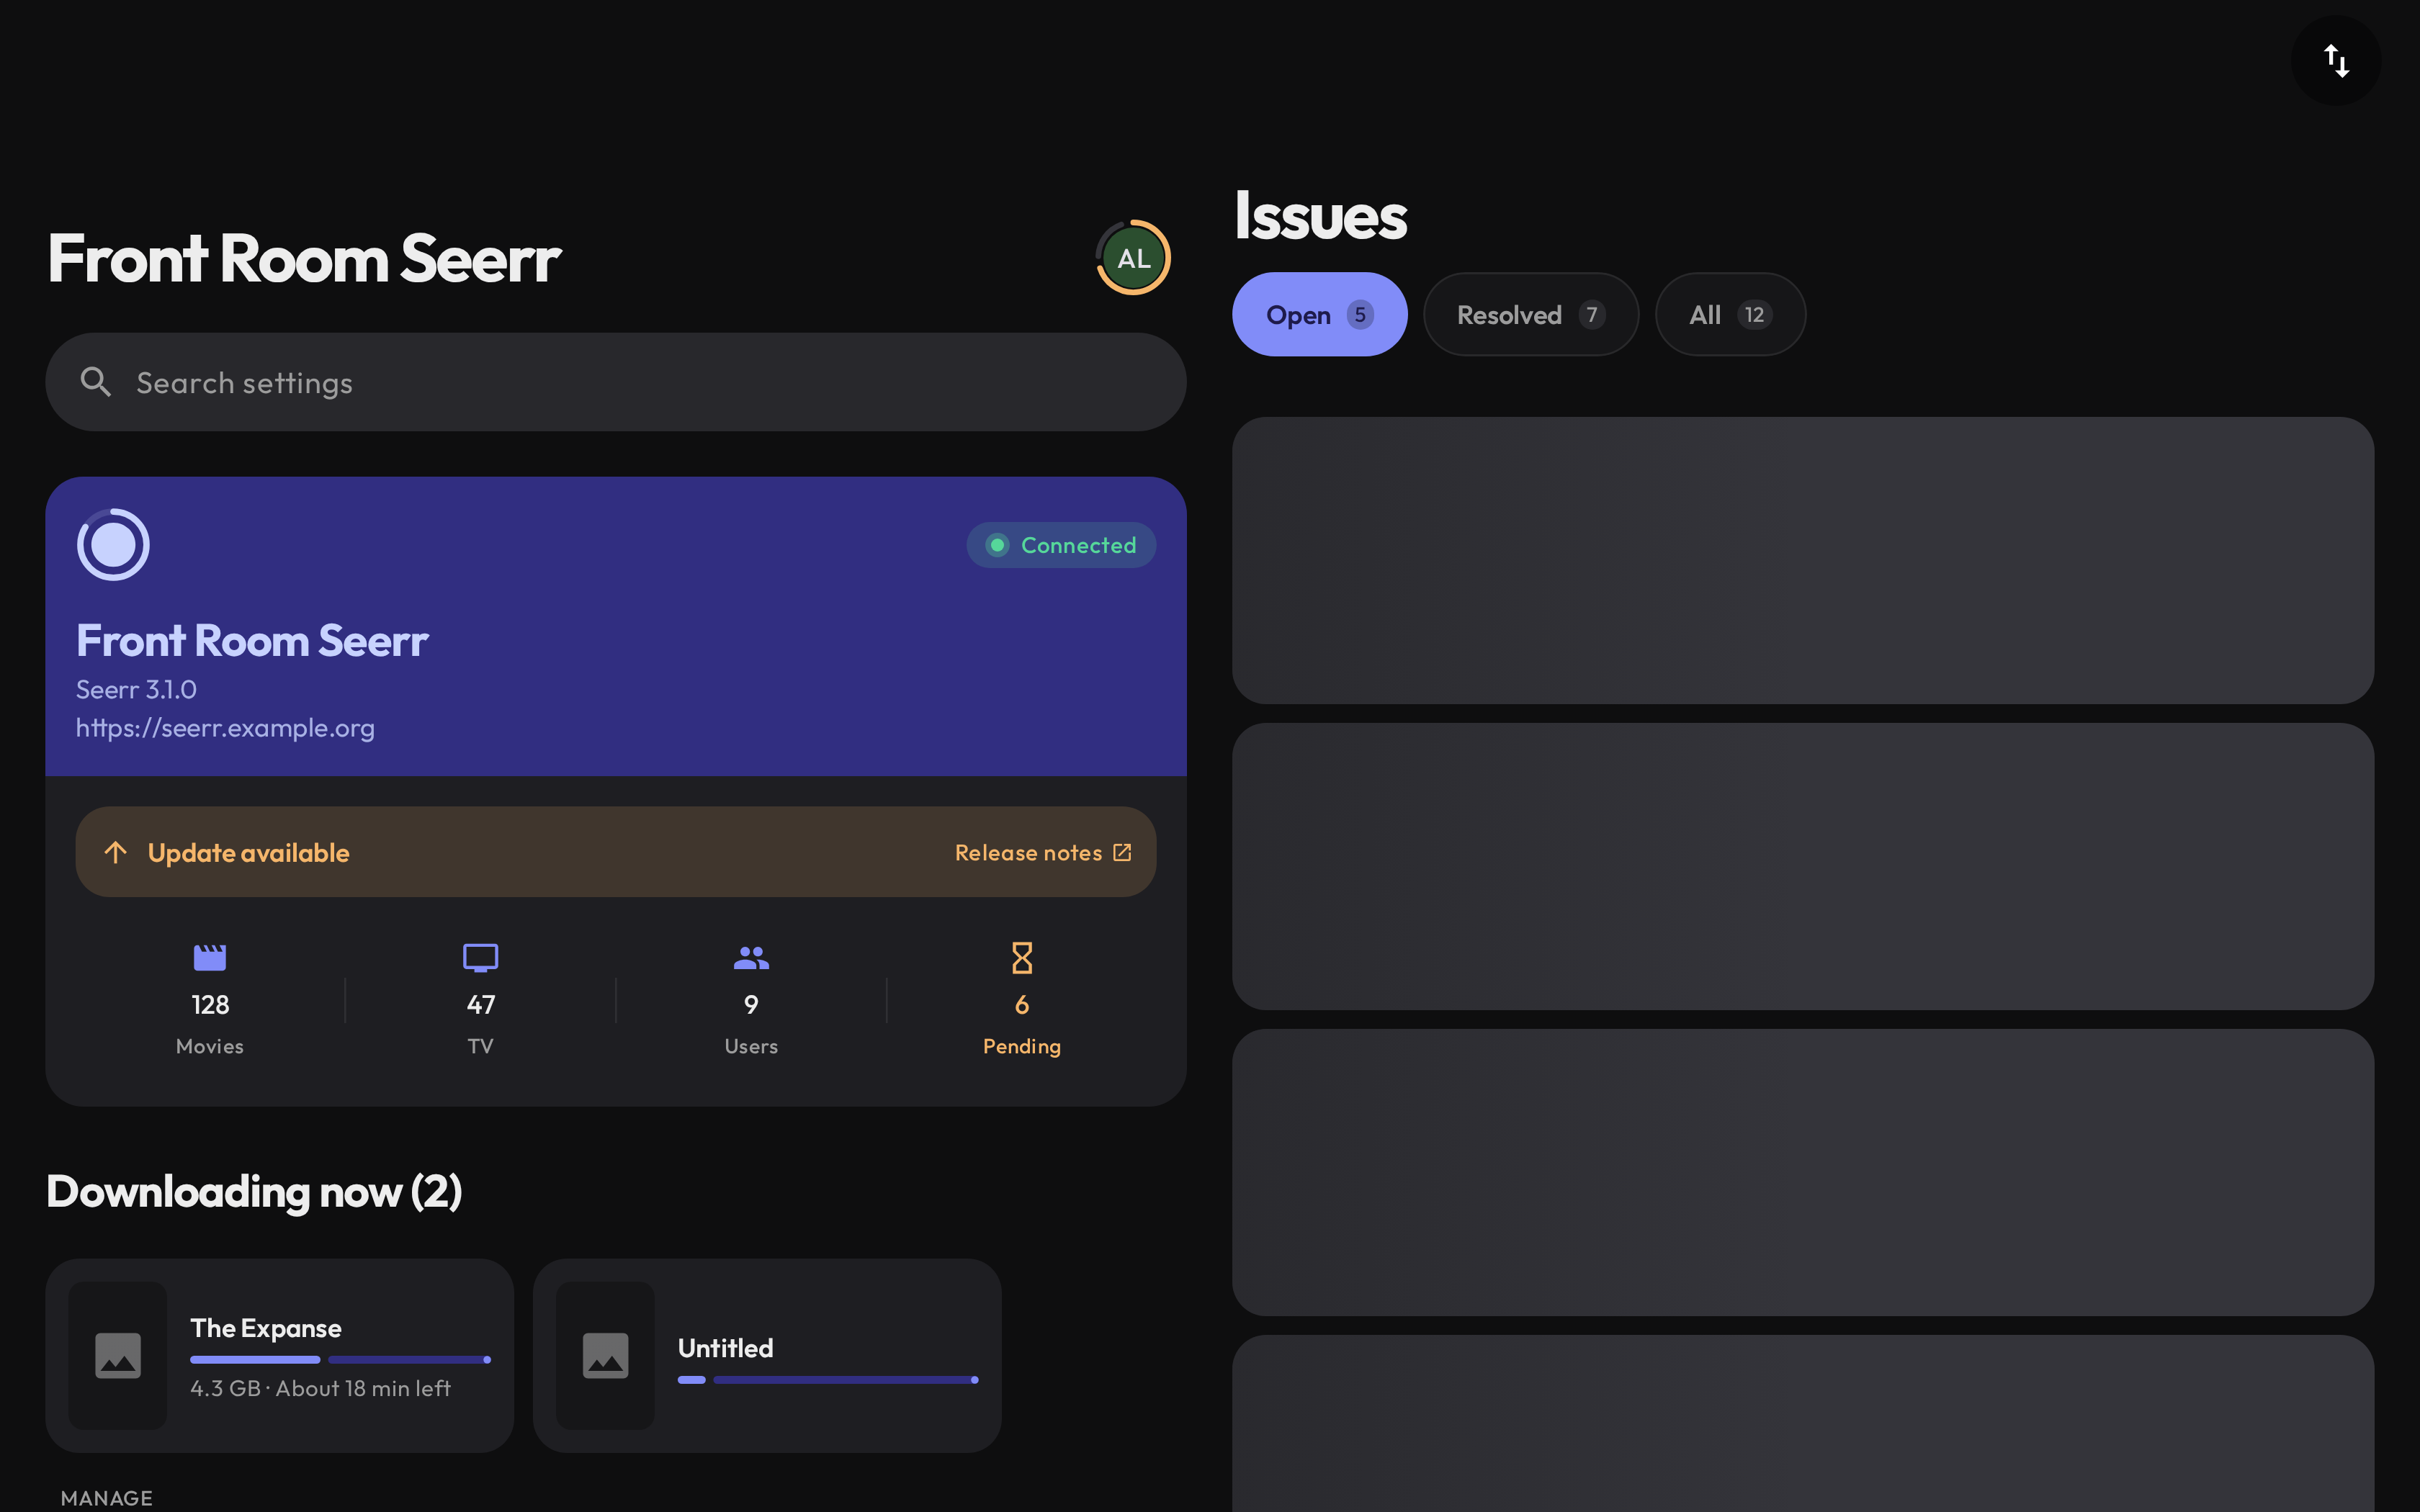 Front Room Seerr
AL
Search settings
Connected
Front Room Seerr
Seerr 3.1.0
https://seerr.example.org
Update available
Release notes
128
Movies
47
TV
9
Users
6
Pending
Downloading now (2)
The Expanse
4.3 GB · About 18 min left
Untitled
MANAGE
Issues
Open 5
Resolved 7
All 12